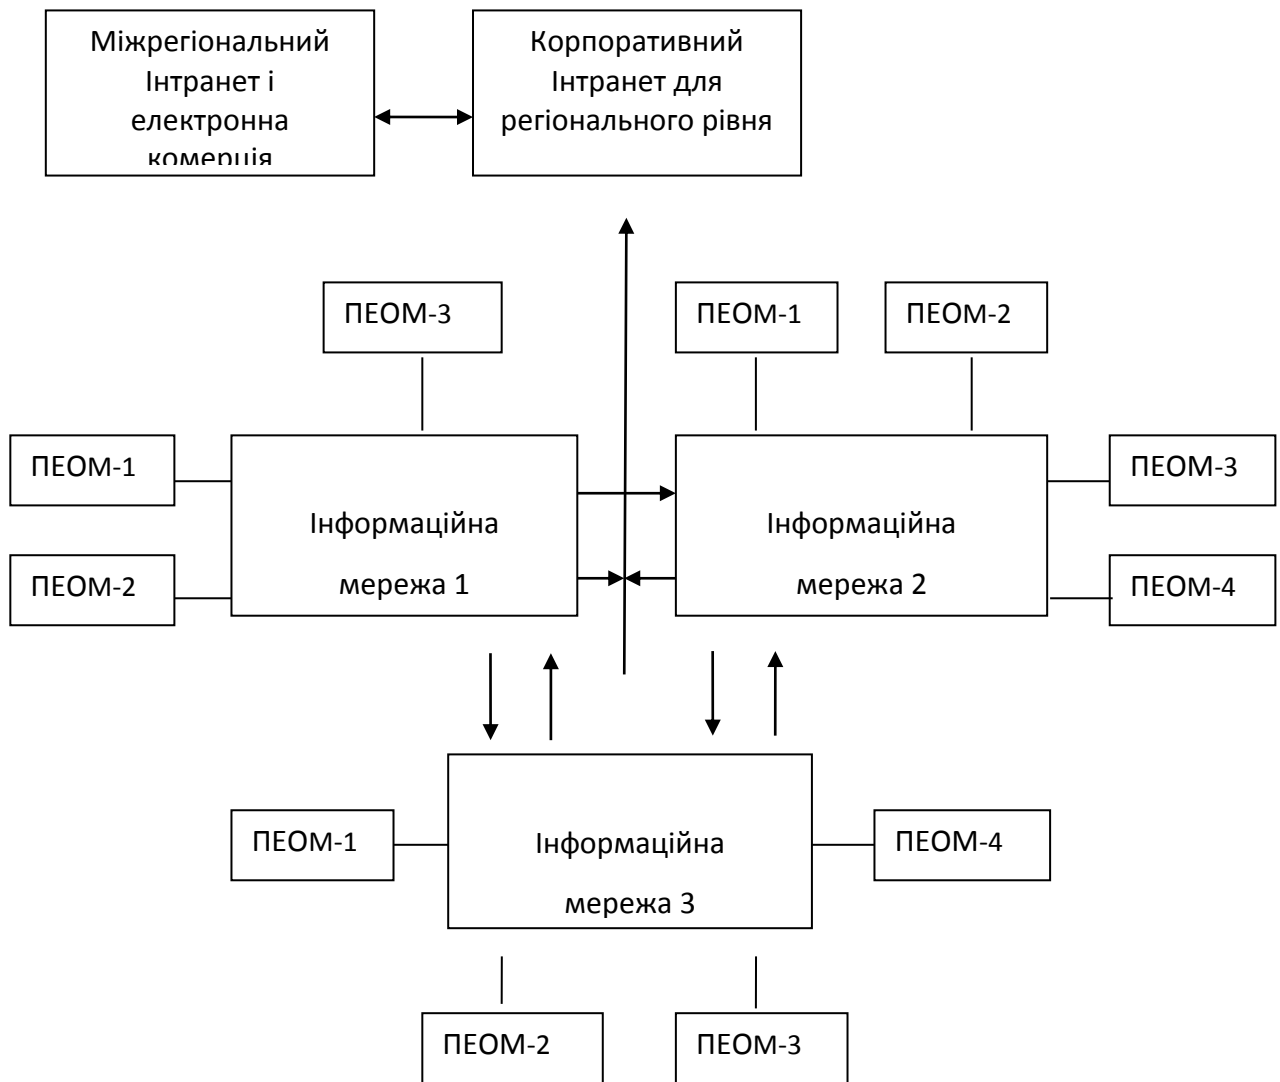 Міжрегіональний
Інтранет і
електронна
комерція
Корпоративний
Інтранет для
регіонального рівня
ПЕОМ-3
ПЕОМ-1
ПЕОМ-2
ПЕОМ-1
ПЕОМ-2
Інформаційна
мережа 1
Інформаційна
мережа 2
ПЕОМ-3
ПЕОМ-4
ПЕОМ-1
Інформаційна
мережа 3
ПЕОМ-4
ПЕОМ-2
ПЕОМ-3